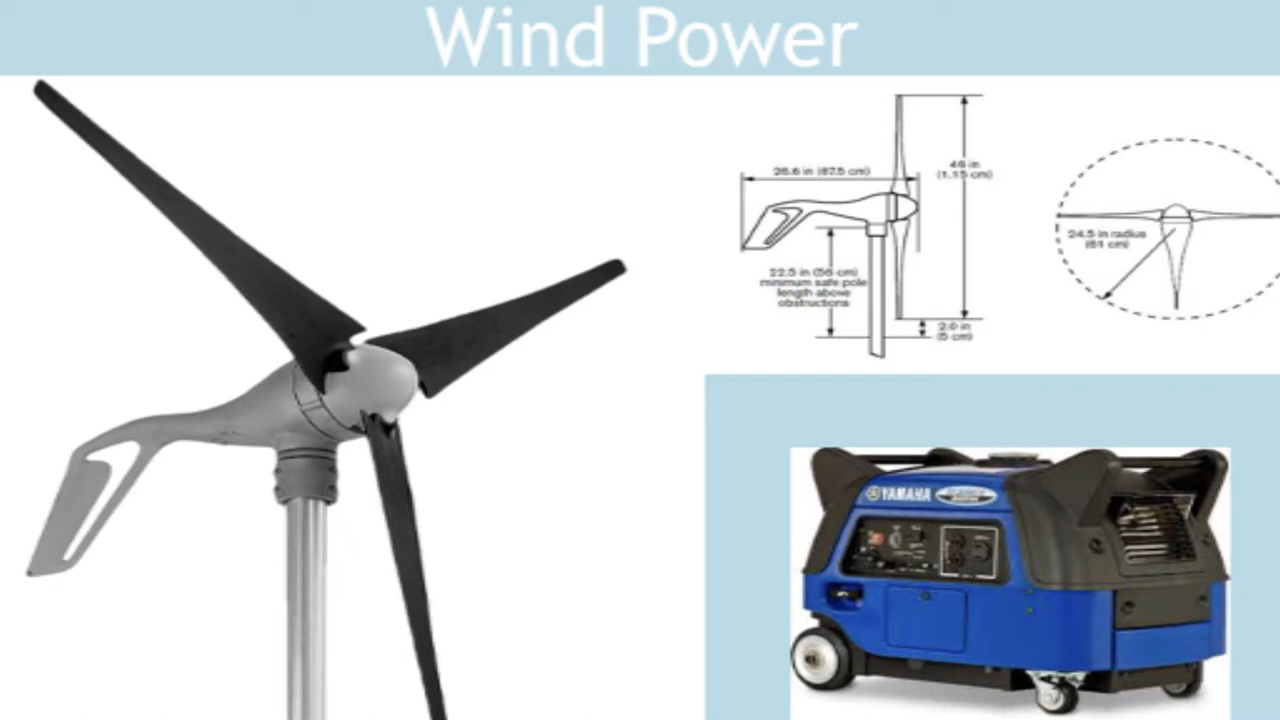 Wind Power
26.6 in (67.5 cm)
46 in
(1.15 cm)
24.5 in radius
(61 cm)
22.5 in (56 cm)
minimum safe pole
length above
obstructions
2.0 in
(5 cm)
YAMAHA